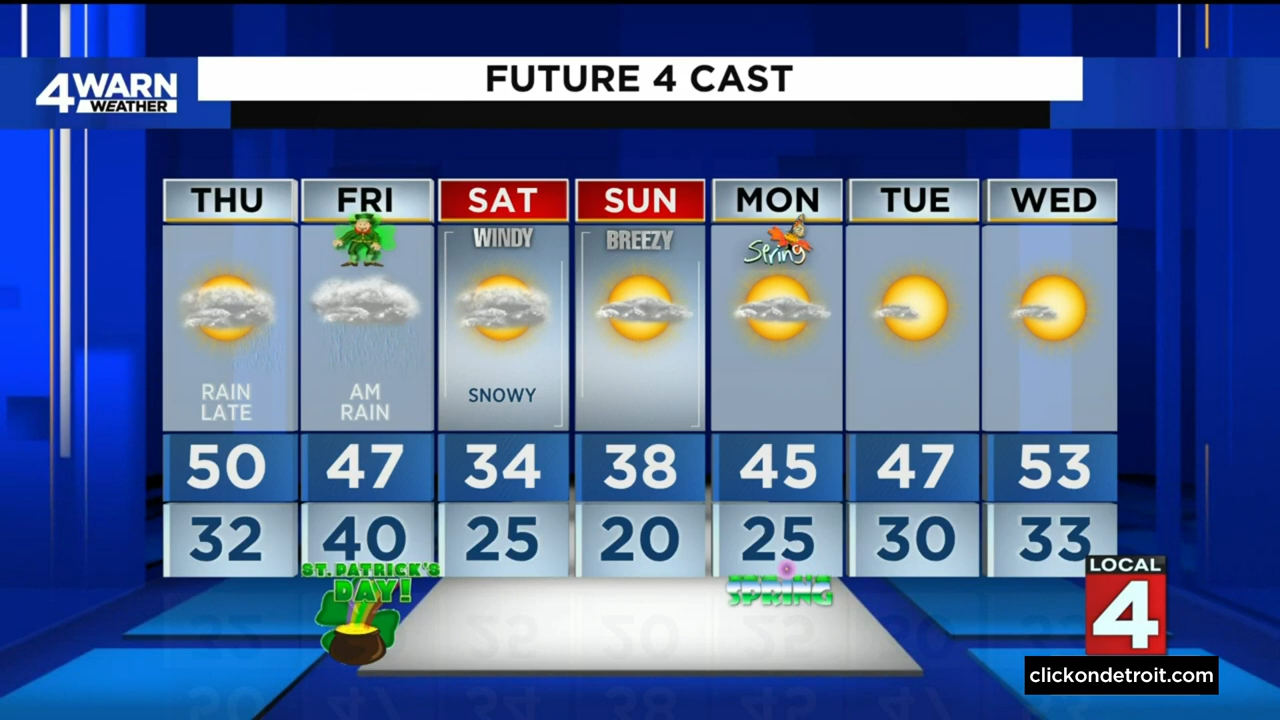 4WARN
WEATHER
FUTURE 4 CAST
THU FRI SAT SUN MON TUE WED
WINDY BREEZY Spring
RAIN
LATE
AM
RAIN
SNOWY
50 47 34 38 45 47 53
32 40 25 20 25 30 33
ST. PATRICK'S
DAY!
SPRING
LOCAL
4
clickondetroit.com